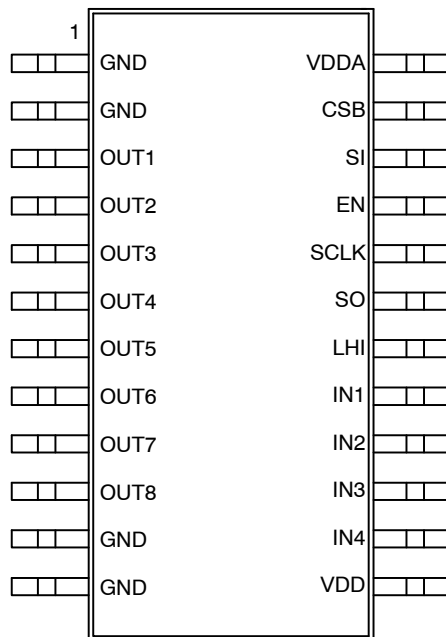 1
GND VDDA
GND CSB
OUT1 SI
OUT2 EN
OUT3 SCLK
OUT4 SO
OUT5 LHI
OUT6 IN1
OUT7 IN2
OUT8 IN3
GND IN4
GND VDD